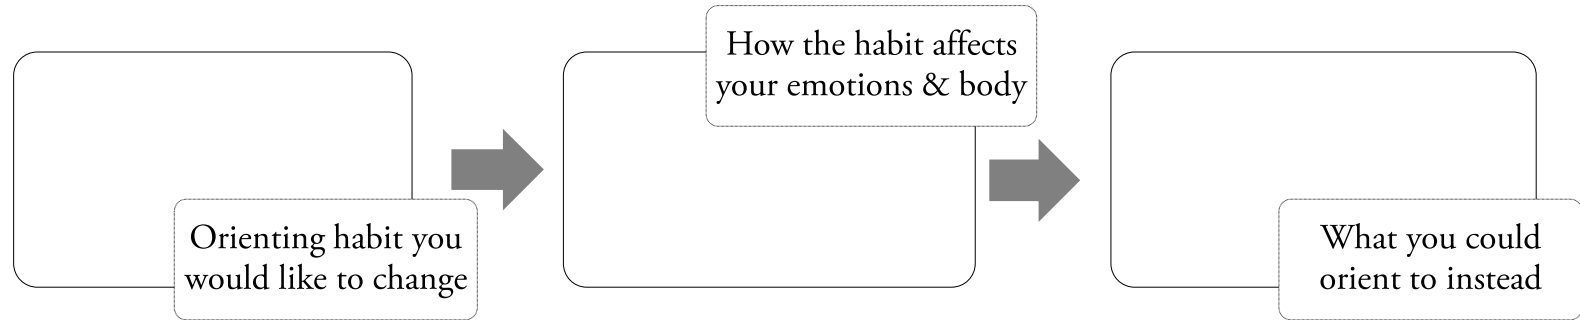 Orienting habit you
would like to change
How the habit affects
your emotions & body
What you could
orient to instead